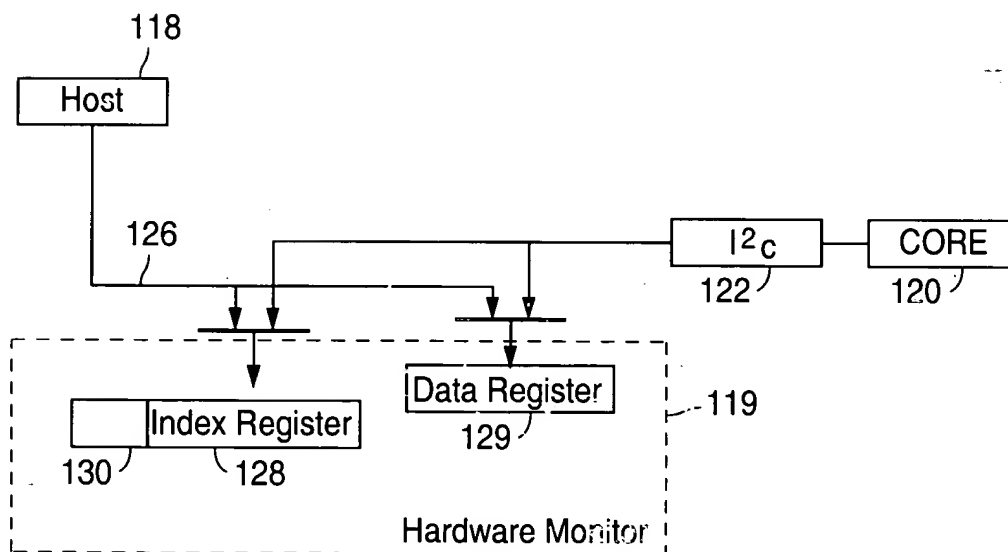 118
Host
126
I²c
CORE
122
120
Data Register
129
119
Index Register
130
128
Hardware Monitor